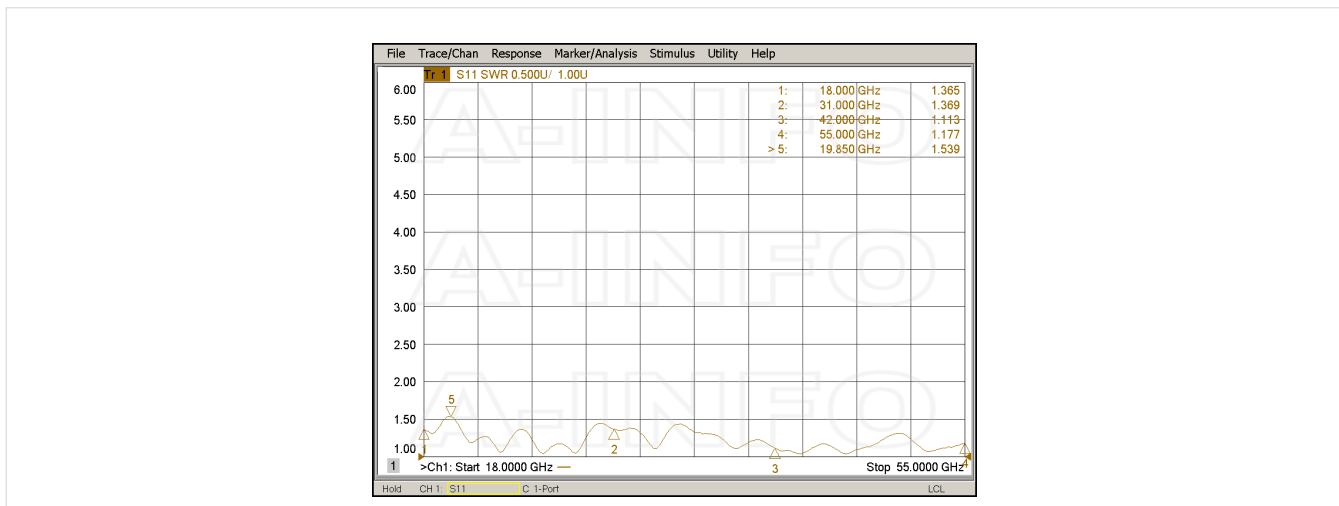 File Trace/Chan Response Marker/Analysis Stimulus Utility Help
Tr 1 S11 SWR 0.500U/ 1.00U
6.00
5.50
5.00
4.50
4.00
3.50
3.00
2.50
2.00
1.50
1.00
1: 18.000 GHz 1.365
2: 31.000 GHz 1.369
3: 42.000 GHz 1.113
4: 55.000 GHz 1.177
> 5: 19.850 GHz 1.539
A-INFO
A-INFO
A-INFO
5
1
2
3
4
1 >Ch1: Start 18.0000 GHz — Stop 55.0000 GHz
Hold CH 1: S11 C 1-Port LCL